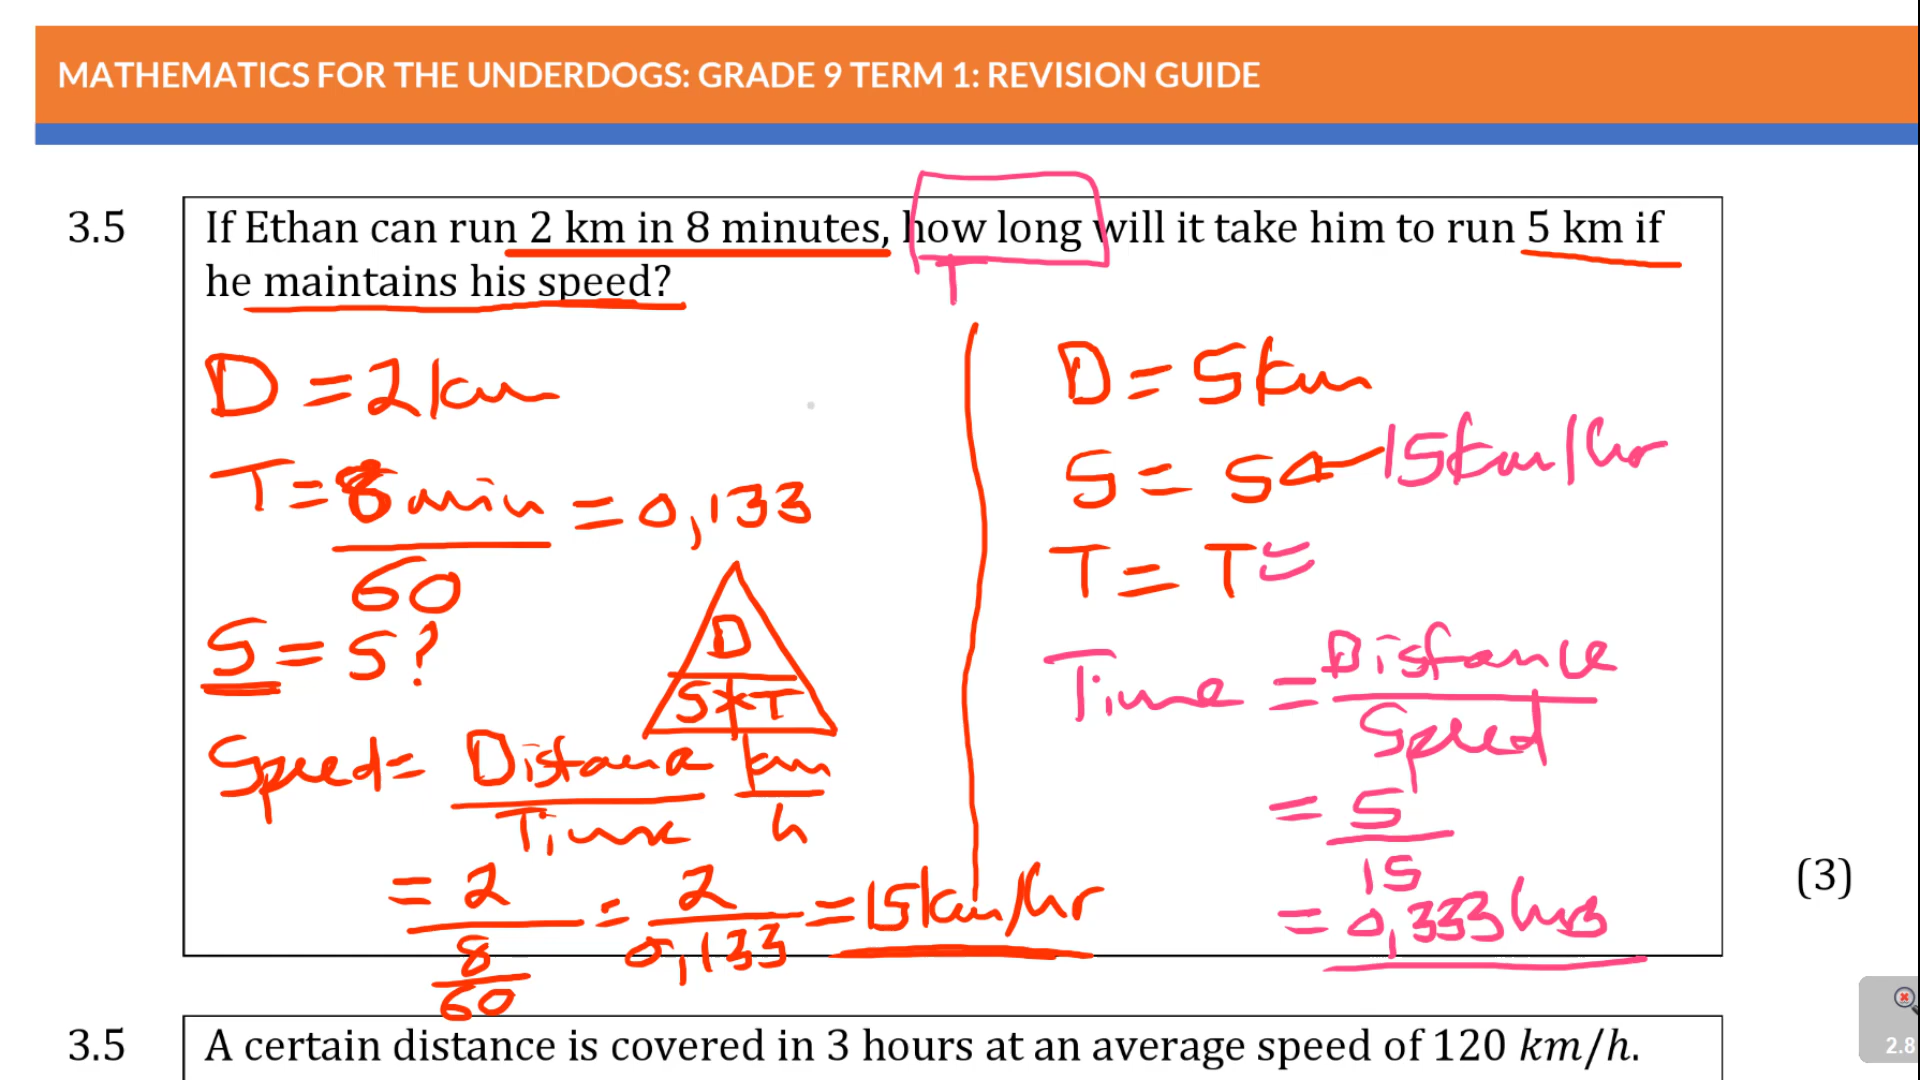 MATHEMATICS FOR THE UNDERDOGS: GRADE 9 TERM 1: REVISION GUIDE
3.5
If Ethan can run 2 km in 8 minutes, how long will it take him to run 5 km if
he maintains his speed?
T
D = 2km
T = 8 min / 60 = 0,133
S = S?
D
S * T
Speed = Distance / Time km / h
= 2 / 8/60 = 2 / 0,133 = 15km/hr
D = 5km
S = S 15km/hr
T = T =
Time = Distance / Speed
= 5 / 15
= 0,333 hrs
(3)
3.5
A certain distance is covered in 3 hours at an average speed of 120 km/h.
2.8